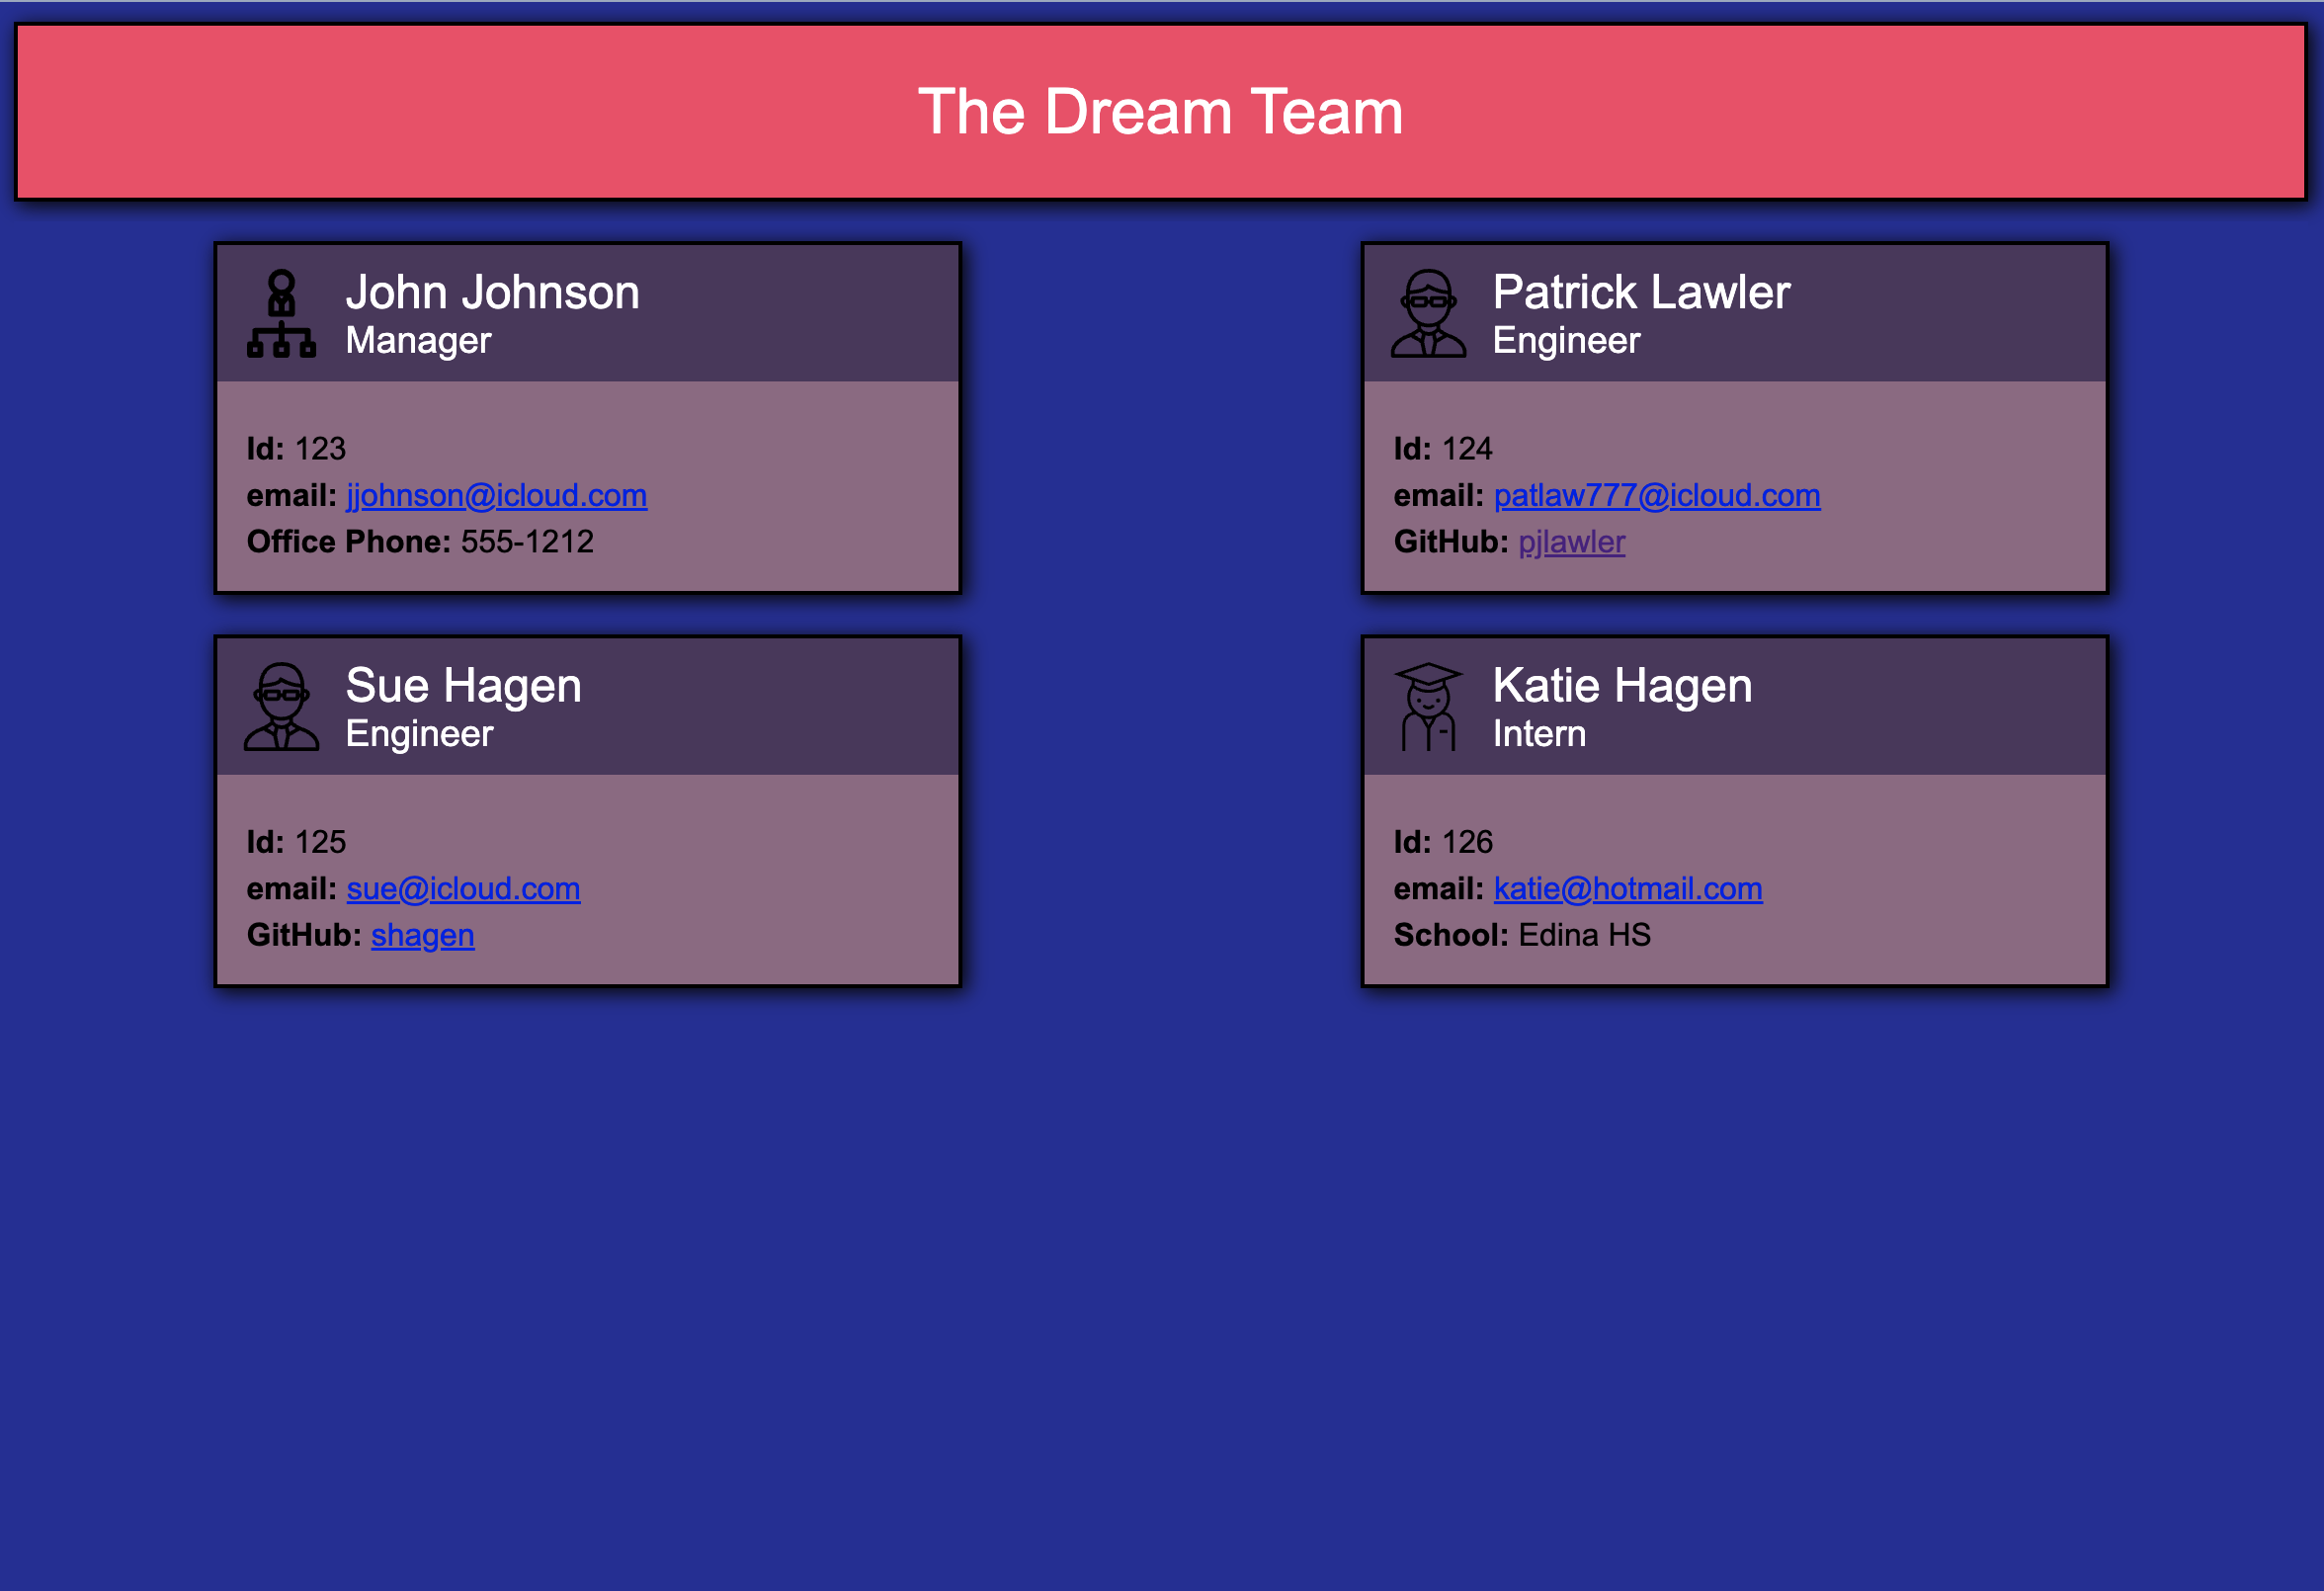 The Dream Team
John Johnson
Manager
Id: 123
email: jjohnson@icloud.com
Office Phone: 555-1212
Patrick Lawler
Engineer
Id: 124
email: patlaw777@icloud.com
GitHub: pjlawler
Sue Hagen
Engineer
Id: 125
email: sue@icloud.com
GitHub: shagen
Katie Hagen
Intern
Id: 126
email: katie@hotmail.com
School: Edina HS